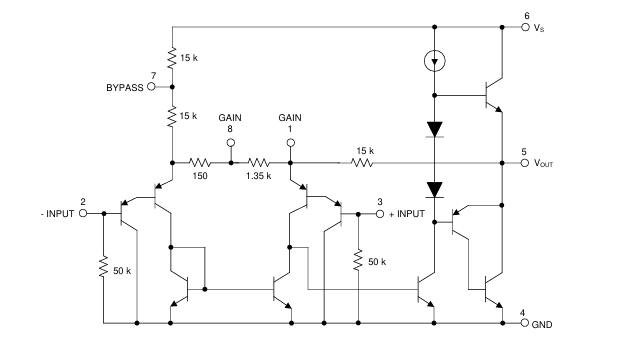 6
Vs
15 k
7
BYPASS
15 k
GAIN
8
GAIN
1
15 k
5
VOUT
150
1.35 k
2
- INPUT
3
+ INPUT
50 k
50 k
4
GND